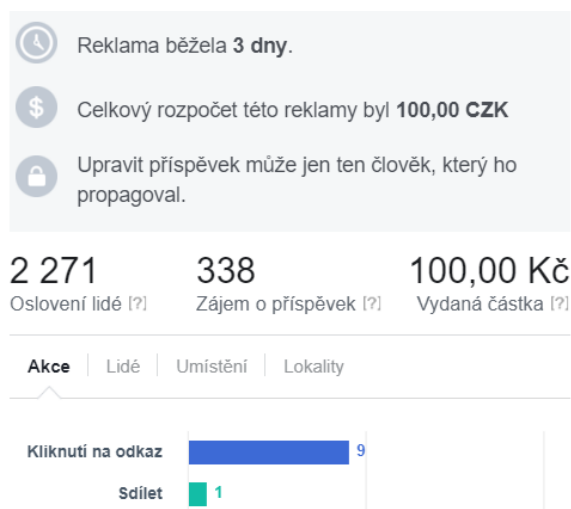 Reklama běžela 3 dny.
Celkový rozpočet této reklamy byl 100,00 CZK
Upravit příspěvek může jen ten člověk, který ho
propagoval.
2 271 338 100,00 Kč
Oslovení lidé [?] Zájem o příspěvek [?] Vydaná částka [?]
Akce Lidé Umístění Lokality
Kliknutí na odkaz 9
Sdílet 1